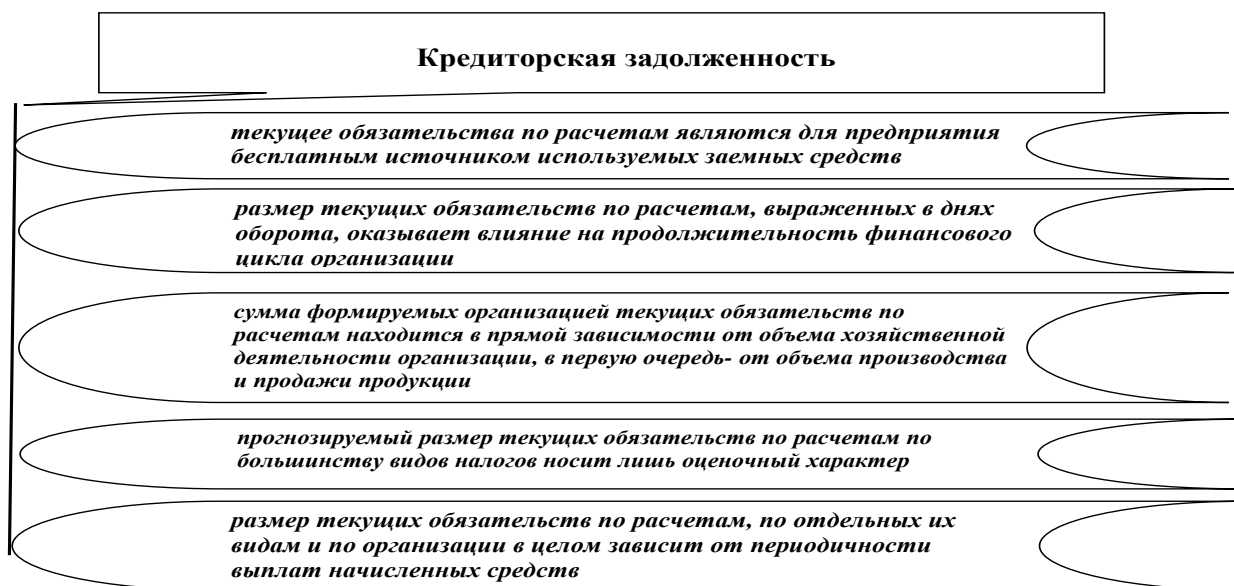 Кредиторская задолженность
текущее обязательства по расчетам являются для предприятия
бесплатным источником используемых заемных средств
размер текущих обязательств по расчетам, выраженных в днях
оборота, оказывает влияние на продолжительность финансового
цикла организации
сумма формируемых организацией текущих обязательств по
расчетам находится в прямой зависимости от объема хозяйственной
деятельности организации, в первую очередь- от объема производства
и продажи продукции
прогнозируемый размер текущих обязательств по расчетам по
большинству видов налогов носит лишь оценочный характер
размер текущих обязательств по расчетам, по отдельных их
видам и по организации в целом зависит от периодичности
выплат начисленных средств